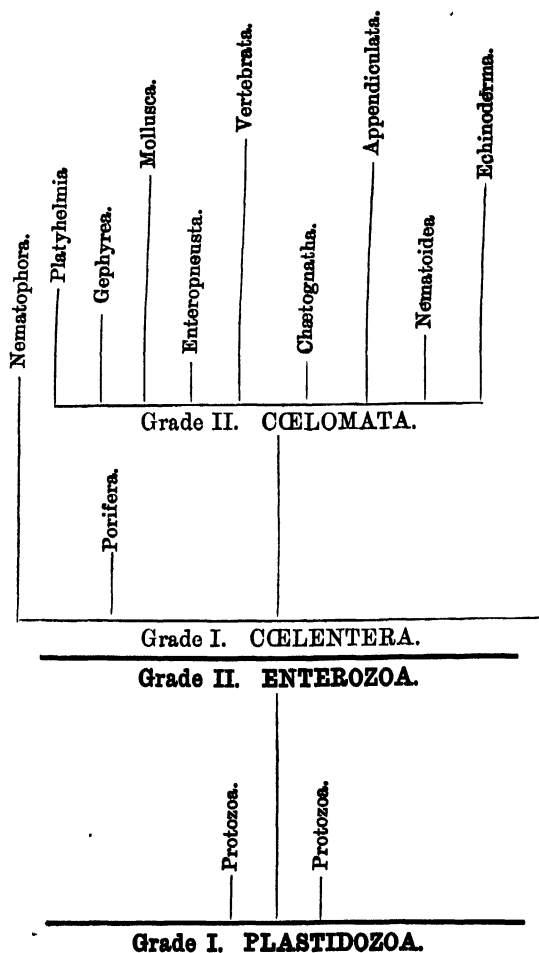 Nematophora.
Platyhelmia
Gephyrea.
Mollusca.
Enteropneusta.
Vertebrata.
Chætognatha.
Appendiculata.
Nematoidea
Echinoderma.
Grade II. CŒLOMATA.
Porifera.
Grade I. CŒLENTERA.
Grade II. ENTEROZOA.
Protozoa.
Protozoa.
Grade I. PLASTIDOZOA.